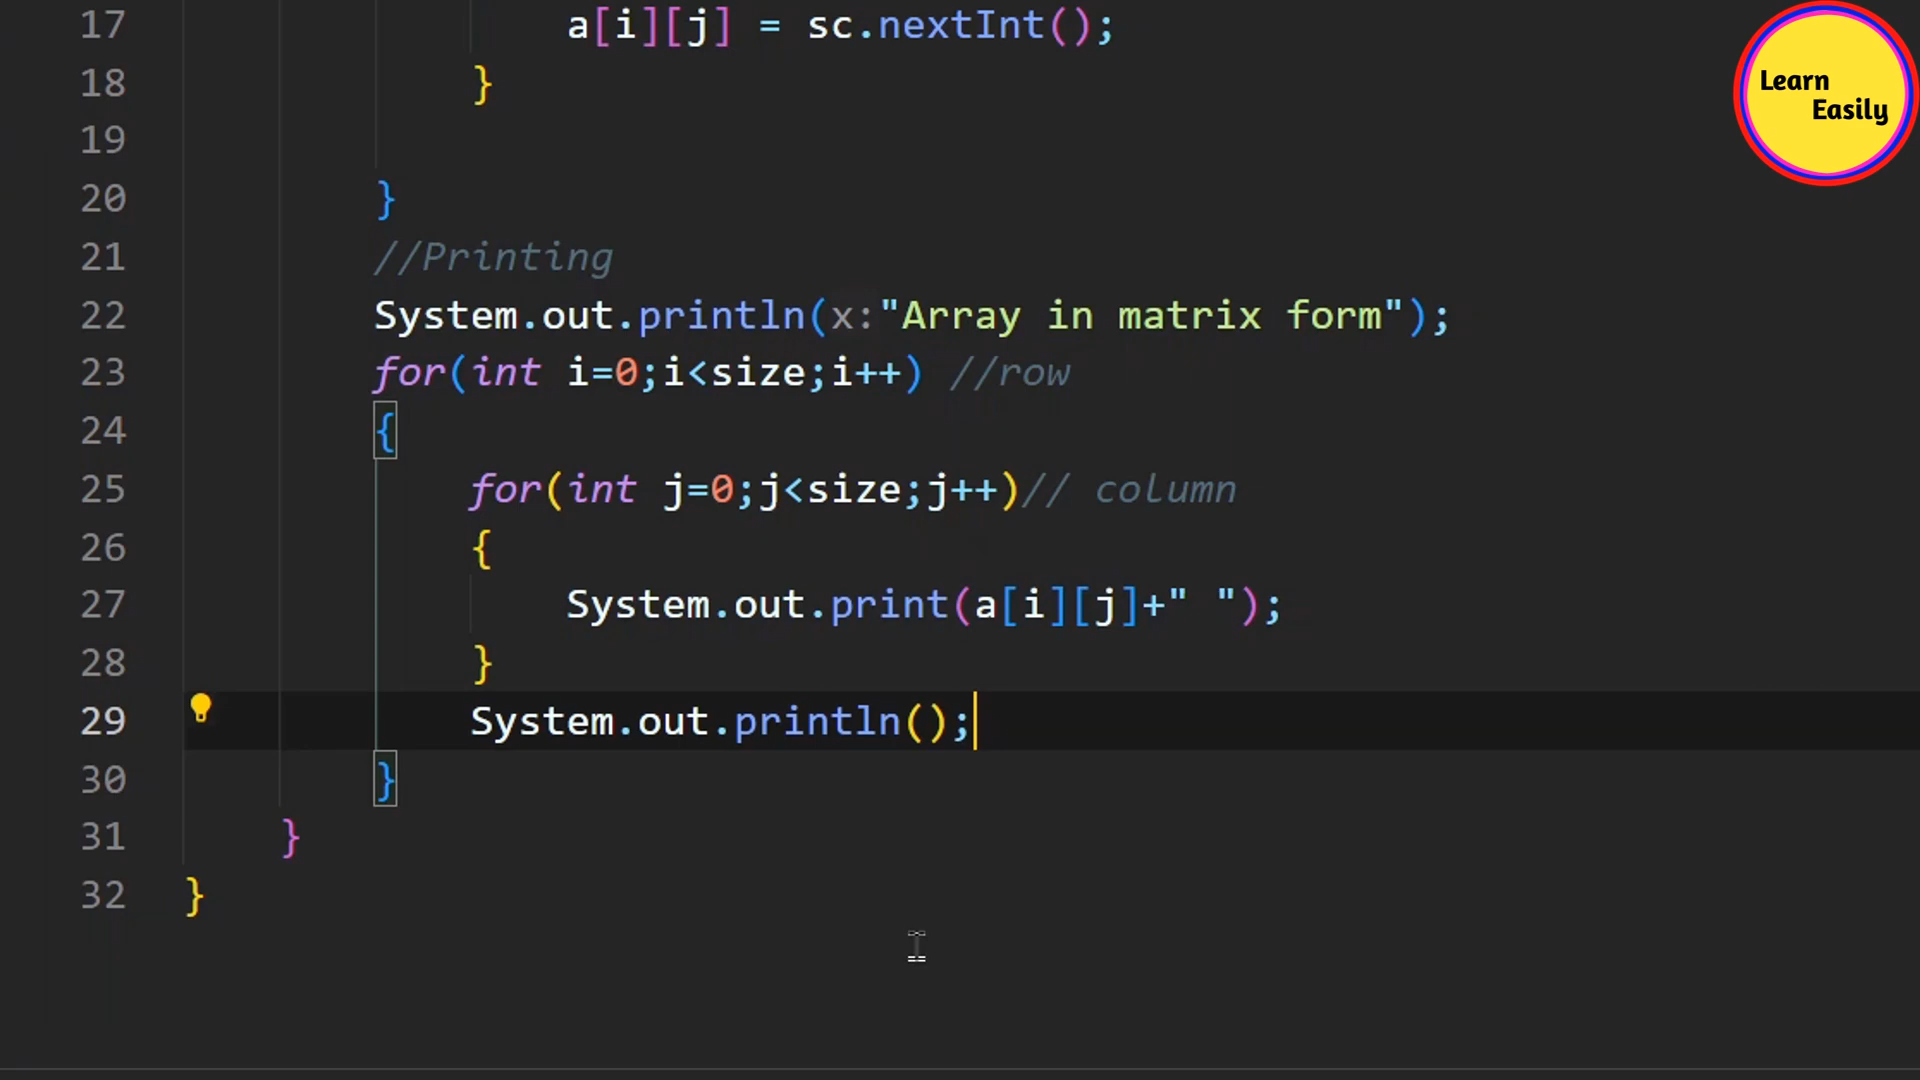 17 a[i][j] = sc.nextInt();
18 }
19
20 }
21 //Printing
22 System.out.println(x:"Array in matrix form");
23 for(int i=0;i<size;i++) //row
24 {
25 for(int j=0;j<size;j++)// column
26 {
27 System.out.print(a[i][j]+" ");
28 }
29 System.out.println();
30 }
31 }
32 }
Learn
Easily